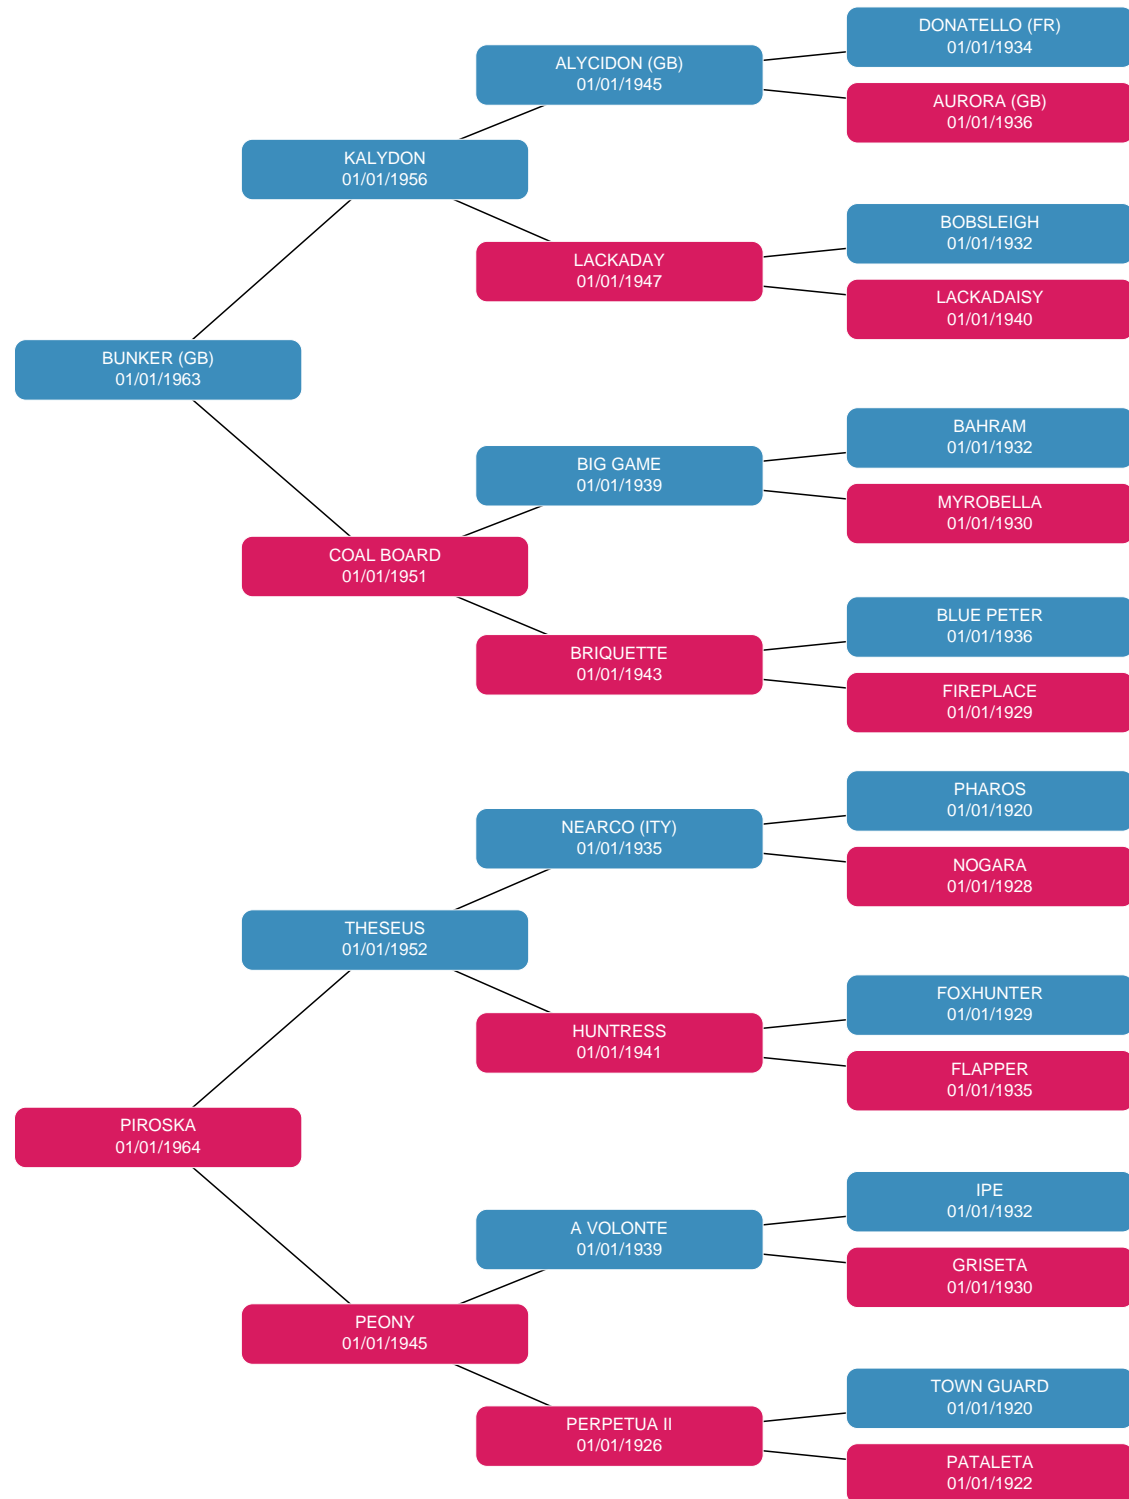 DONATELLO (FR)
01/01/1934
ALYCIDON (GB)
01/01/1945
AURORA (GB)
01/01/1936
KALYDON
01/01/1956
BOBSLEIGH
01/01/1932
LACKADAY
01/01/1947
LACKADAISY
01/01/1940
BUNKER (GB)
01/01/1963
BAHRAM
01/01/1932
BIG GAME
01/01/1939
MYROBELLA
01/01/1930
COAL BOARD
01/01/1951
BLUE PETER
01/01/1936
BRIQUETTE
01/01/1943
FIREPLACE
01/01/1929
PHAROS
01/01/1920
NEARCO (ITY)
01/01/1935
NOGARA
01/01/1928
THESEUS
01/01/1952
FOXHUNTER
01/01/1929
HUNTRESS
01/01/1941
FLAPPER
01/01/1935
PIROSKA
01/01/1964
IPE
01/01/1932
A VOLONTE
01/01/1939
GRISETA
01/01/1930
PEONY
01/01/1945
TOWN GUARD
01/01/1920
PERPETUA II
01/01/1926
PATALETA
01/01/1922